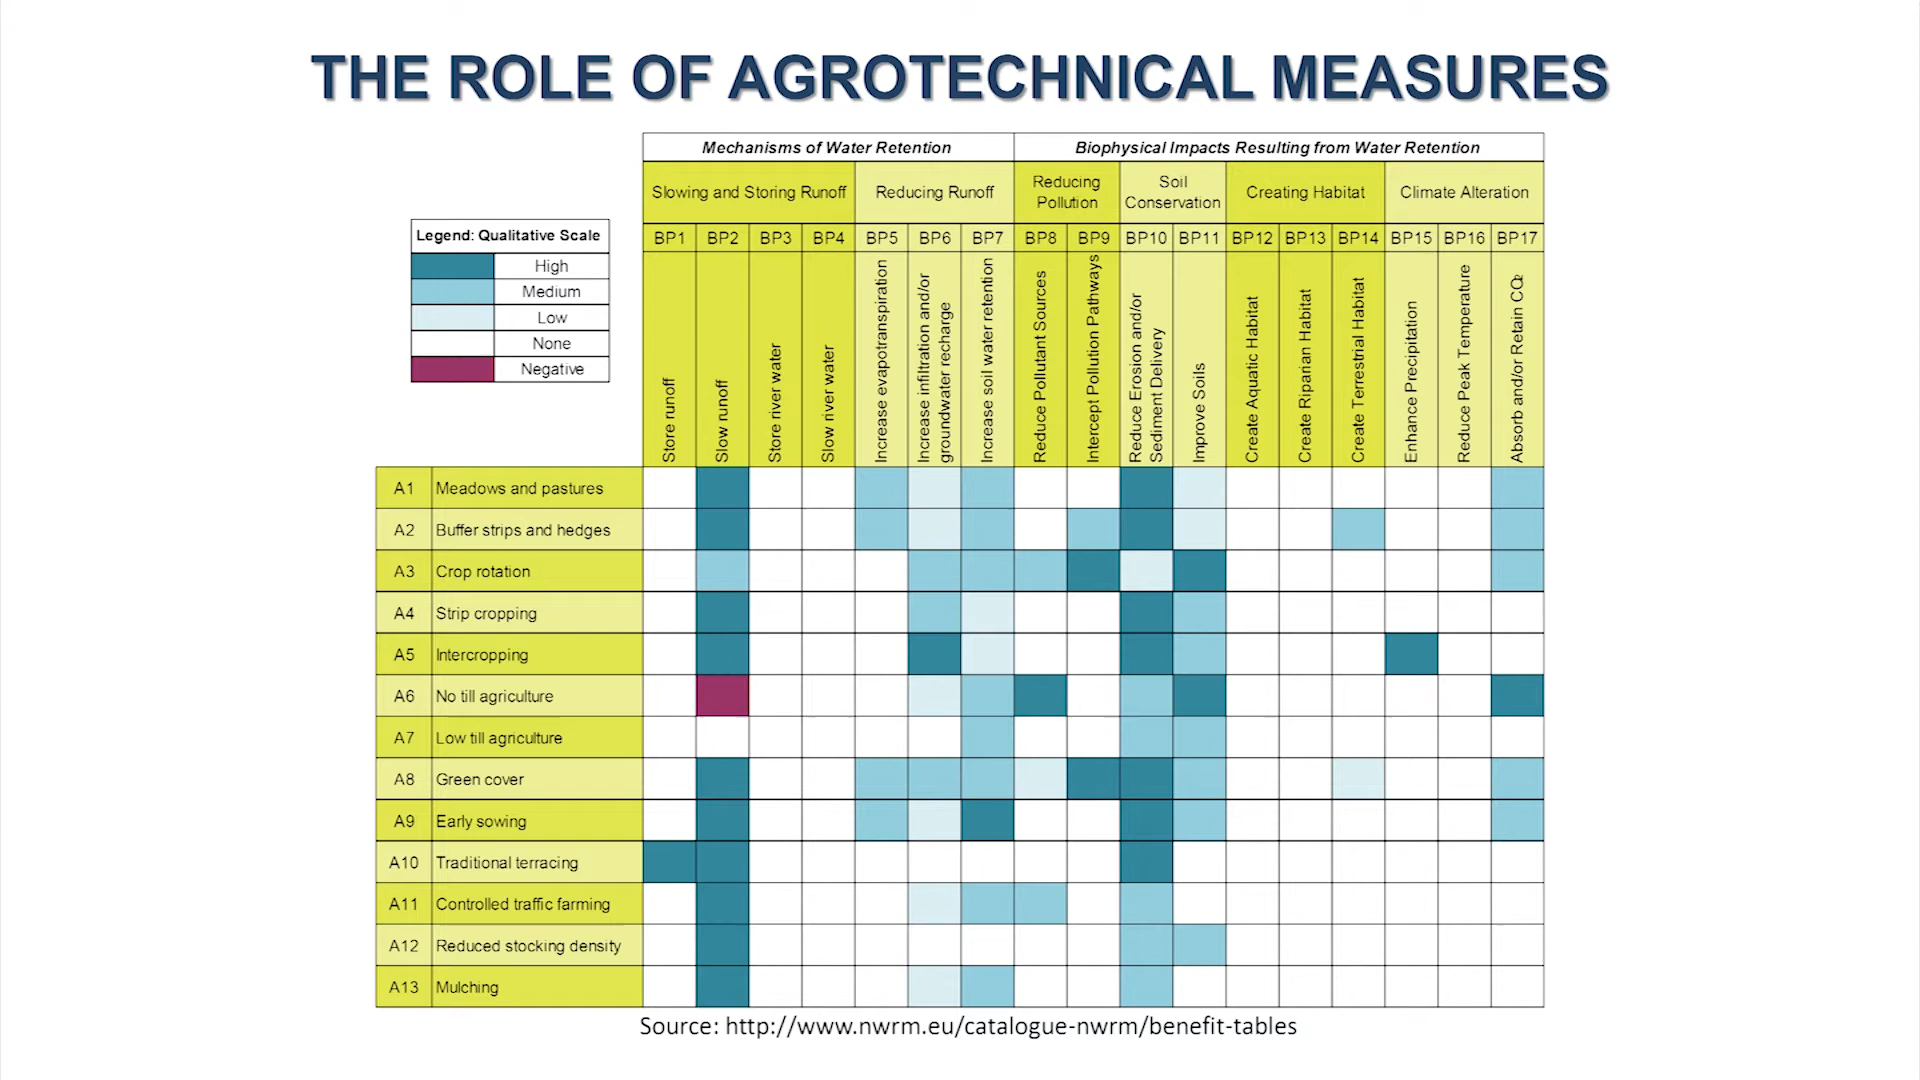 THE ROLE OF AGROTECHNICAL MEASURES
Mechanisms of Water Retention
Biophysical Impacts Resulting from Water Retention
Slowing and Storing Runoff
Reducing Runoff
Reducing
Pollution
Soil
Conservation
Creating Habitat
Climate Alteration
Legend: Qualitative Scale
High
Medium
Low
None
Negative
BP1 BP2 BP3 BP4 BP5 BP6 BP7 BP8 BP9 BP10 BP11 BP12 BP13 BP14 BP15 BP16 BP17
Store runoff
Slow runoff
Store river water
Slow river water
Increase evapotranspiration
Increase infiltration and/or
groundwater recharge
Increase soil water retention
Reduce Pollutant Sources
Intercept Pollution Pathways
Reduce Erosion and/or
Sediment Delivery
Improve Soils
Create Aquatic Habitat
Create Riparian Habitat
Create Terrestrial Habitat
Enhance Precipitation
Reduce Peak Temperature
Absorb and/or Retain CO2
A1 Meadows and pastures
A2 Buffer strips and hedges
A3 Crop rotation
A4 Strip cropping
A5 Intercropping
A6 No till agriculture
A7 Low till agriculture
A8 Green cover
A9 Early sowing
A10 Traditional terracing
A11 Controlled traffic farming
A12 Reduced stocking density
A13 Mulching
Source: http://www.nwrm.eu/catalogue-nwrm/benefit-tables